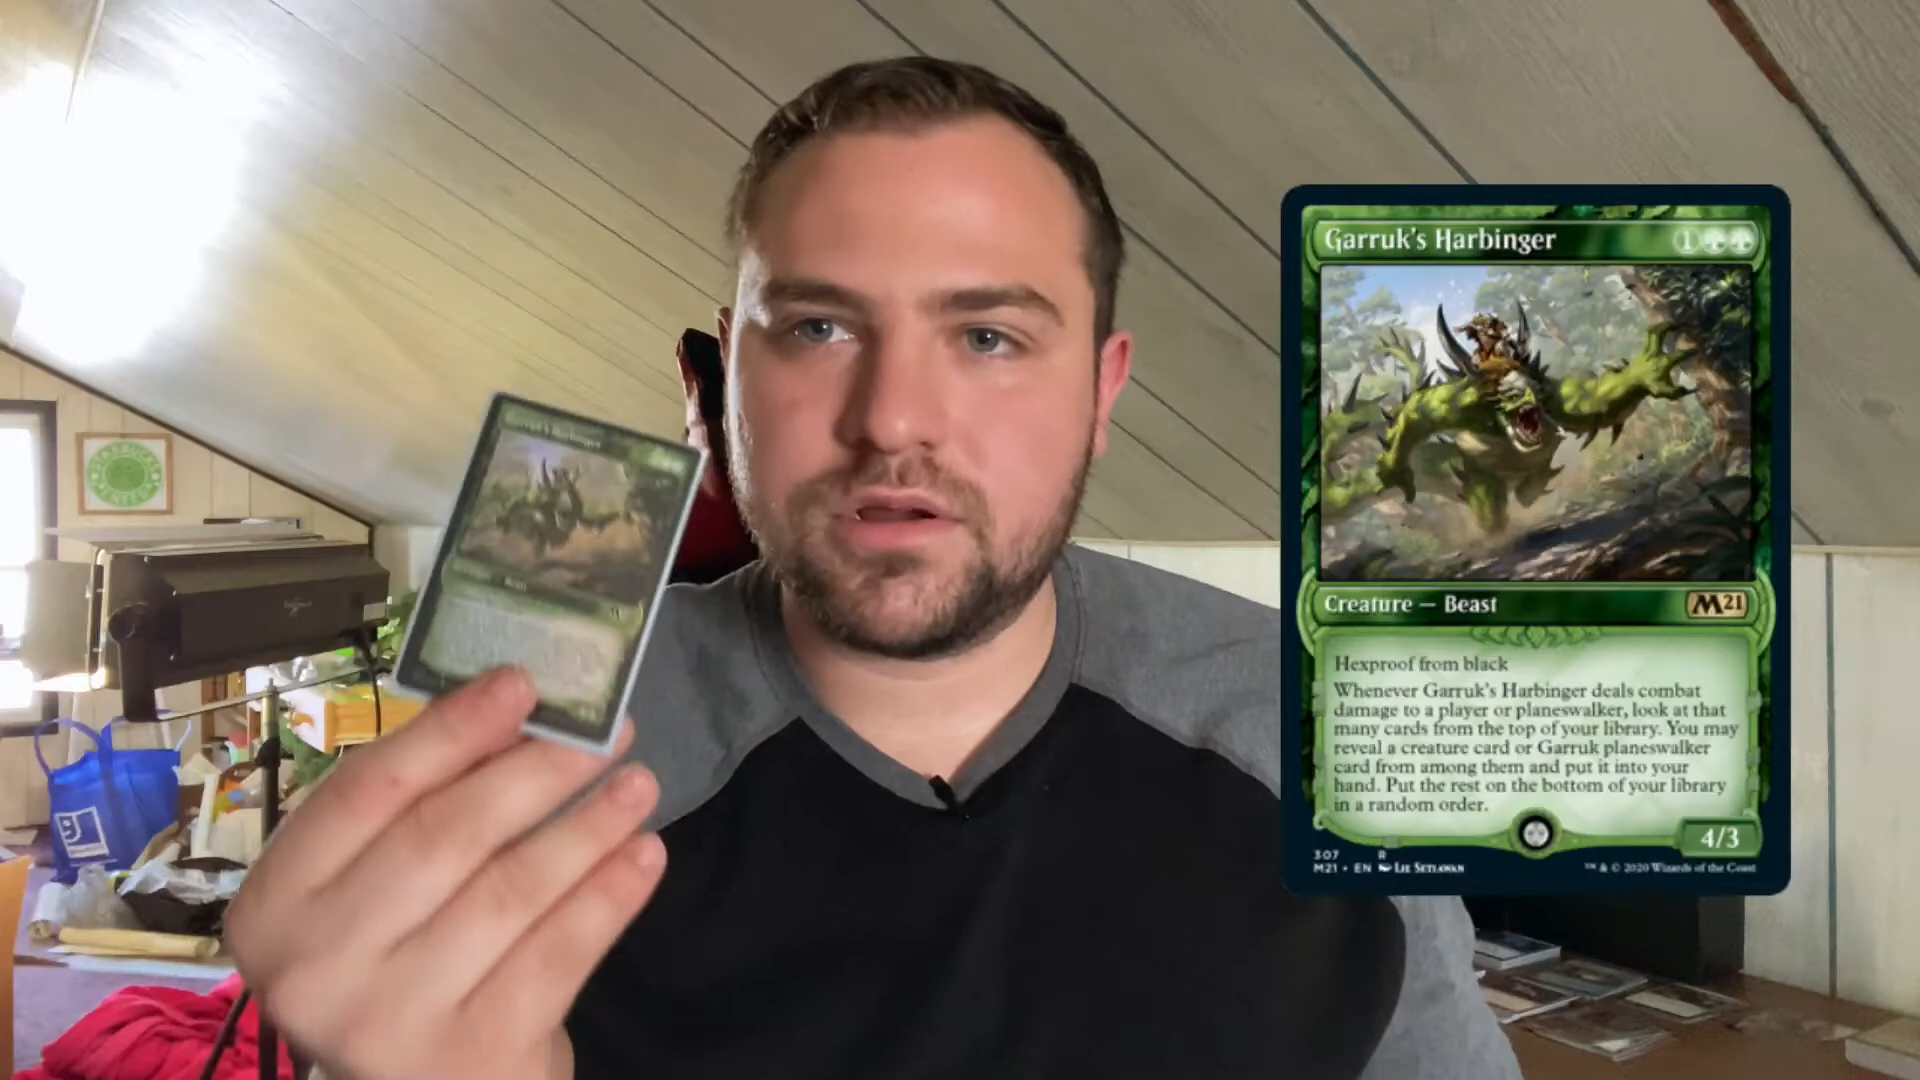 Garruk's Harbinger
1
Creature — Beast
M21
Hexproof from black
Whenever Garruk's Harbinger deals combat
damage to a player or planeswalker, look at that
many cards from the top of your library. You may
reveal a creature card or Garruk planeswalker
card from among them and put it into your
hand. Put the rest on the bottom of your library
in a random order.
4/3
307 R
M21 • EN Lie Setiawan
™ & © 2020 Wizards of the Coast
Garruk's Harbinger
Beast